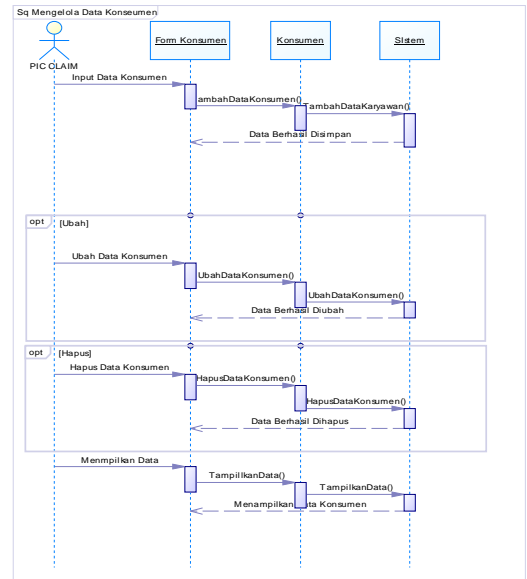 Sq Mengelola Data Konseumen
Form Konsumen
Konsumen
SIstem
PIC CLAIM
Input Data Konsumen
ambahDataKonsumen()
TambahDataKaryawan()
Data Berhasil Disimpan
opt
[Ubah]
Ubah Data Konsumen
UbahDataKonsumen()
UbahDataKonsumen()
Data Berhasil Diubah
opt
[Hapus]
Hapus Data Konsumen
HapusDataKonsumen()
HapusDataKonsumen()
Data Berhasil Dihapus
Menmpilkan Data
TampillkanData()
TampilkanData()
Menampilkan Data Konsumen